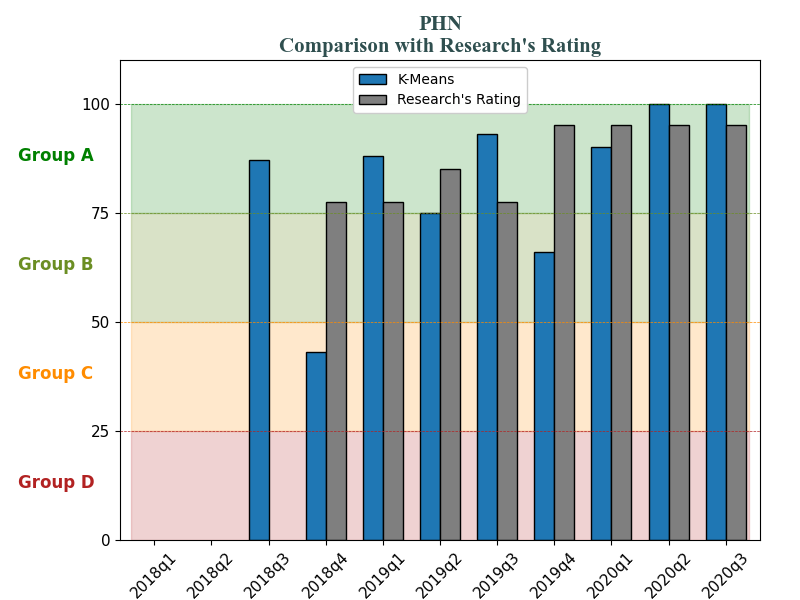 PHN
Comparison with Research's Rating
K-Means
Research's Rating
100
Group A
75
Group B
50
Group C
25
Group D
0
2018q1
2018q2
2018q3
2018q4
2019q1
2019q2
2019q3
2019q4
2020q1
2020q2
2020q3